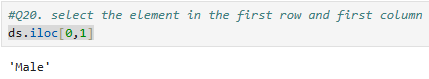 #Q20. select the element in the first row and first column
ds.iloc[0,1]
'Male'